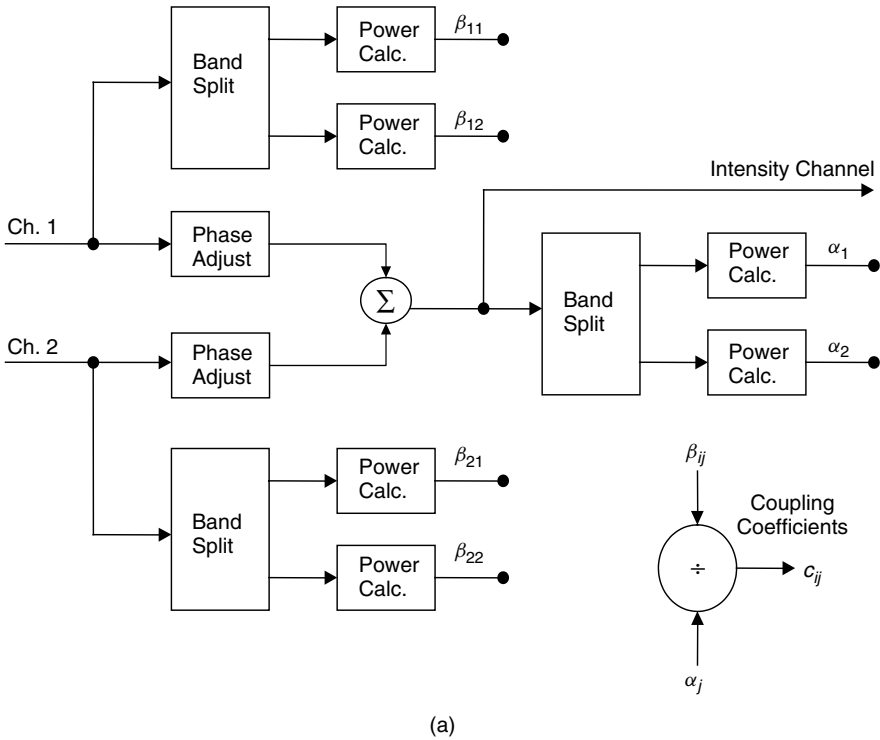 Band
Split
Power
Calc.
β11
Power
Calc.
β12
Intensity Channel
Ch. 1
Phase
Adjust
Σ
Band
Split
Power
Calc.
α1
Power
Calc.
α2
Ch. 2
Phase
Adjust
Band
Split
Power
Calc.
β21
Power
Calc.
β22
βij
Coupling
Coefficients
÷
cij
αj
(a)